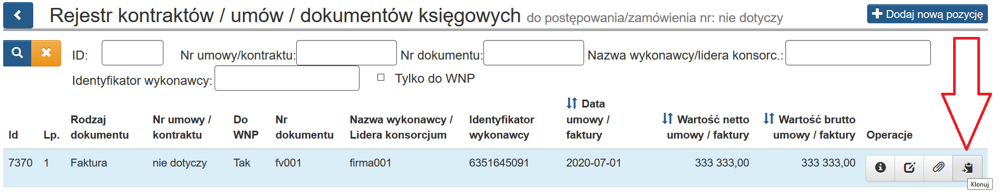 Rejestr kontraktów / umów / dokumentów księgowych do postępowania/zamówienia nr: nie dotyczy
Dodaj nową pozycję
ID:
Nr umowy/kontraktu:
Nr dokumentu:
Nazwa wykonawcy/lidera konsorc.:
Identyfikator wykonawcy:
Tylko do WNP
Id
Lp.
Rodzaj
dokumentu
Nr umowy /
kontraktu
Do
WNP
Nr
dokumentu
Nazwa wykonawcy /
Lidera konsorcjum
Identyfikator
wykonawcy
Data
umowy /
faktury
Wartość netto
umowy / faktury
Wartość brutto
umowy / faktury
Operacje
7370 1 Faktura nie dotyczy Tak fv001 firma001 6351645091 2020-07-01 333 333,00 333 333,00
Klonuj